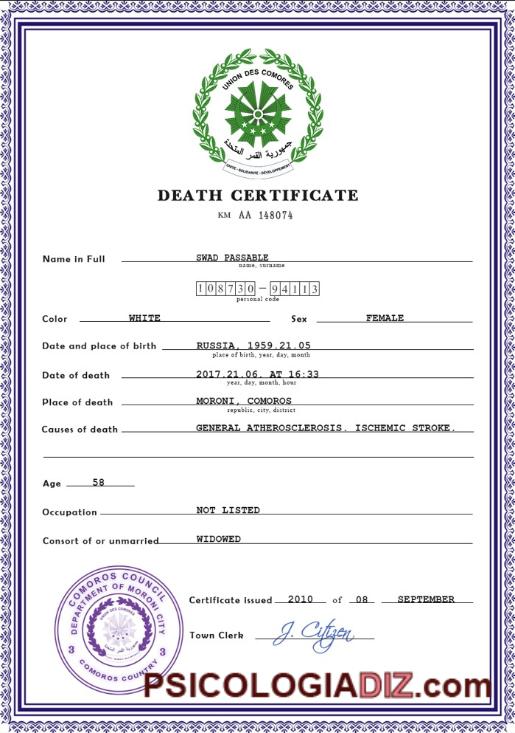 UNION DES COMORES
جمهورية القمر المتحدة
UNITE - SOLIDARITE - DEVELOPPEMENT
DEATH CERTIFICATE
KM AA 148074
Name in Full SWAD PASSABLE
name, surname
108730-94113
personal code
Color WHITE Sex FEMALE
Date and place of birth RUSSIA, 1959.21.05
place of birth, year, day, month
Date of death 2017.21.06. AT 16:33
year, day, month, hour
Place of death MORONI, COMOROS
republic, city, district
Causes of death GENERAL ATHEROSCLEROSIS. ISCHEMIC STROKE.
Age 58
Occupation NOT LISTED
Consort of or unmarried WIDOWED
COMOROS COUNCIL
DEPARTMENT OF MORONI CITY
3 3
COMOROS COUNTRY
Certificate issued 2010 of 08 SEPTEMBER
Town Clerk J. Citizen
PSICOLOGIADIZ.com